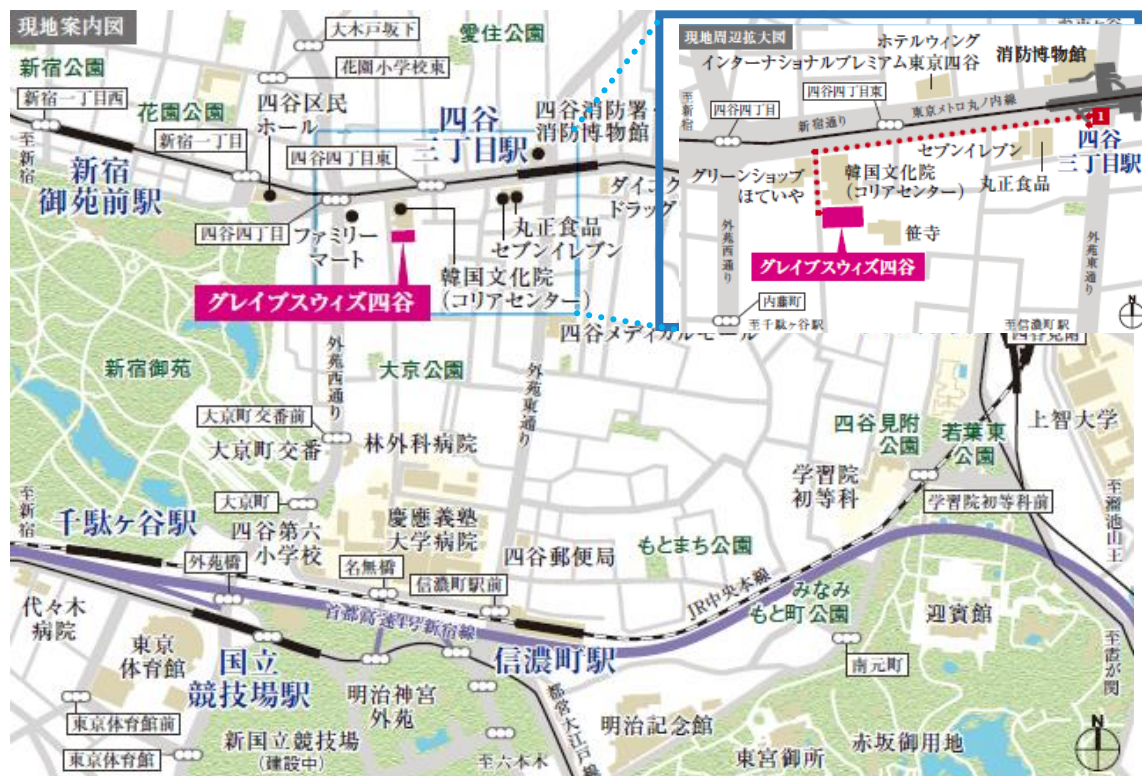 現地案内図
大木戸坂下
愛住公園
新宿公園
花園小学校東
新宿一丁目西
花園公園
四谷区民
ホール
四谷
三丁目駅
四谷消防署・
消防博物館
至新宿
新宿一丁目
四谷四丁目東
新宿
御苑前駅
四谷四丁目
ファミリー
マート
丸正食品
セブンイレブン
韓国文化院
(コリアセンター)
グレイプスウィズ四谷
四谷メディカルモール
現地周辺拡大図
ホテルウィング
インターナショナルプレミアム東京四谷
消防博物館
至新宿
四谷四丁目
四谷四丁目東
新宿通り
東京メトロ丸ノ内線
1
四谷
三丁目駅
セブンイレブン
丸正食品
グリーンショップ
ほていや
韓国文化院
(コリアセンター)
笹寺
外苑西通り
外苑東通り
グレイプスウィズ四谷
内藤町
至千駄ヶ谷駅
至信濃町駅
N
四谷見附
新宿御苑
大京公園
外苑西通り
外苑東通り
大京町交番前
大京町交番
林外科病院
四谷見附
公園
若葉東
公園
上智大学
学習院
初等科
学習院初等科前
至溜池山王
至新宿
大京町
千駄ヶ谷駅
四谷第六
小学校
慶應義塾
大学病院
四谷郵便局
もとまち公園
外苑橋
名無橋
信濃町駅前
JR中央本線
首都高速4号新宿線
みなみ
もと町公園
迎賓館
代々木
病院
東京
体育館
国立
競技場駅
信濃町駅
南元町
至霞が関
明治神宮
外苑
都営大江戸線
明治記念館
東京体育館前
新国立競技場
(建設中)
至六本木
東宮御所
赤坂御用地
東京体育館
N